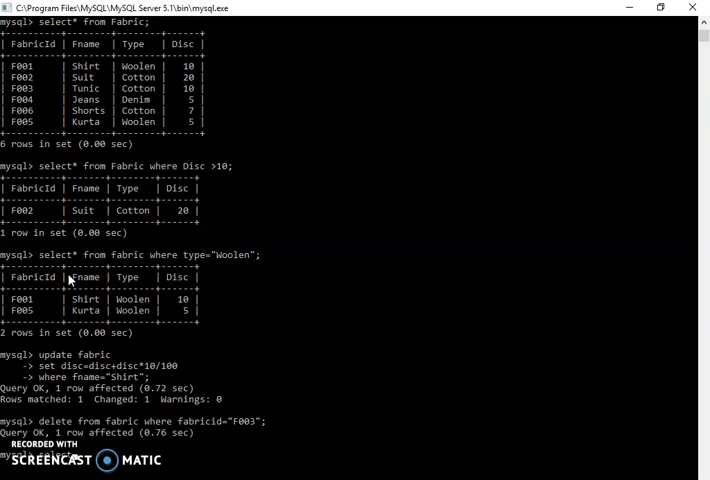 C:\Program Files\MySQL\MySQL Server 5.1\bin\mysql.exe
mysql> select* from Fabric;
+----------+--------+--------+------+
| FabricId | Fname | Type | Disc |
+----------+--------+--------+------+
| F001 | Shirt | Woolen | 10 |
| F002 | Suit | Cotton | 20 |
| F003 | Tunic | Cotton | 10 |
| F004 | Jeans | Denim | 5 |
| F006 | Shorts | Cotton | 7 |
| F005 | Kurta | Woolen | 5 |
+----------+--------+--------+------+
6 rows in set (0.00 sec)
mysql> select* from Fabric where Disc >10;
+----------+-------+--------+------+
| FabricId | Fname | Type | Disc |
+----------+-------+--------+------+
| F002 | Suit | Cotton | 20 |
+----------+-------+--------+------+
1 row in set (0.00 sec)
mysql> select* from fabric where type="Woolen";
+----------+-------+--------+------+
| FabricId | Fname | Type | Disc |
+----------+-------+--------+------+
| F001 | Shirt | Woolen | 10 |
| F005 | Kurta | Woolen | 5 |
+----------+-------+--------+------+
2 rows in set (0.00 sec)
mysql> update fabric
-> set disc=disc+disc*10/100
-> where fname="Shirt";
Query OK, 1 row affected (0.72 sec)
Rows matched: 1 Changed: 1 Warnings: 0
mysql> delete from fabric where fabricid="F003";
Query OK, 1 row affected (0.76 sec)
RECORDED WITH
mysql> select*
SCREENCAST MATIC